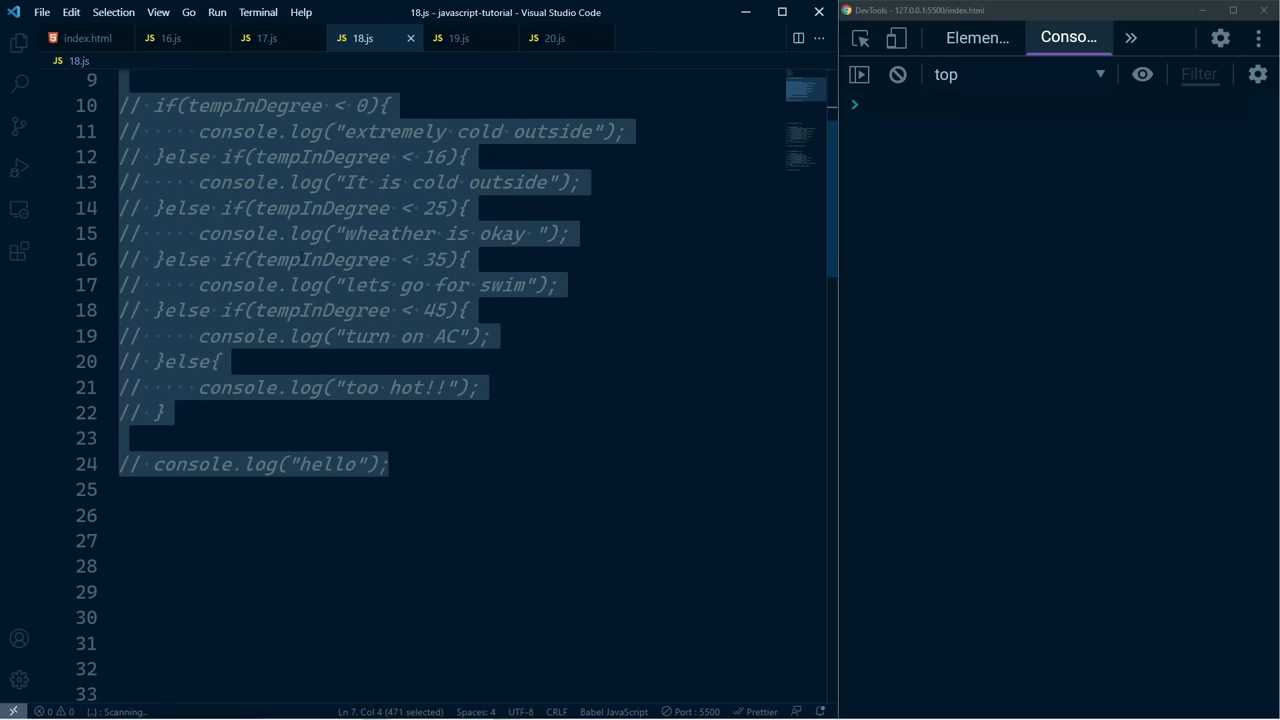 File Edit Selection View Go Run Terminal Help 18.js - javascript-tutorial - Visual Studio Code
DevTools - 127.0.0.1:5500/index.html
index.html JS 16.js JS 17.js JS 18.js JS 19.js JS 20.js
Elemen... Conso...
JS 18.js
top Filter
9
10 // if(tempInDegree < 0){
11 //     console.log("extremely cold outside");
12 // }else if(tempInDegree < 16){
13 //     console.log("It is cold outside");
14 // }else if(tempInDegree < 25){
15 //     console.log("wheather is okay ");
16 // }else if(tempInDegree < 35){
17 //     console.log("lets go for swim");
18 // }else if(tempInDegree < 45){
19 //     console.log("turn on AC");
20 // }else{
21 //     console.log("too hot!!");
22 // }
23
24 // console.log("hello");
25
26
27
28
29
30
31
32
33
0 0 {..} : Scanning.. Ln 7, Col 4 (471 selected) Spaces: 4 UTF-8 CRLF Babel JavaScript Port : 5500 Prettier